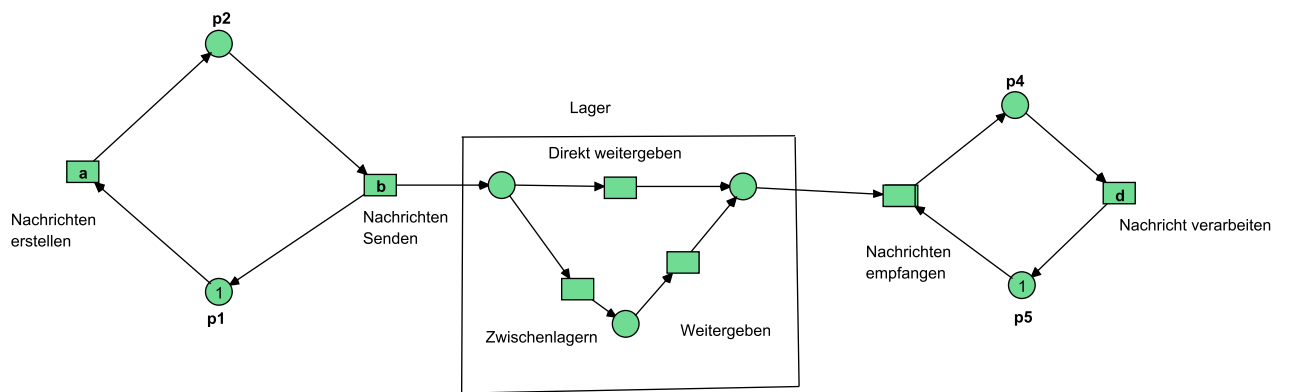 p2
p4
Lager
Direkt weitergeben
a
b
d
Nachrichten
erstellen
Nachrichten
Senden
Nachricht verarbeiten
Nachrichten
empfangen
1
p1
1
p5
Zwischenlagern
Weitergeben